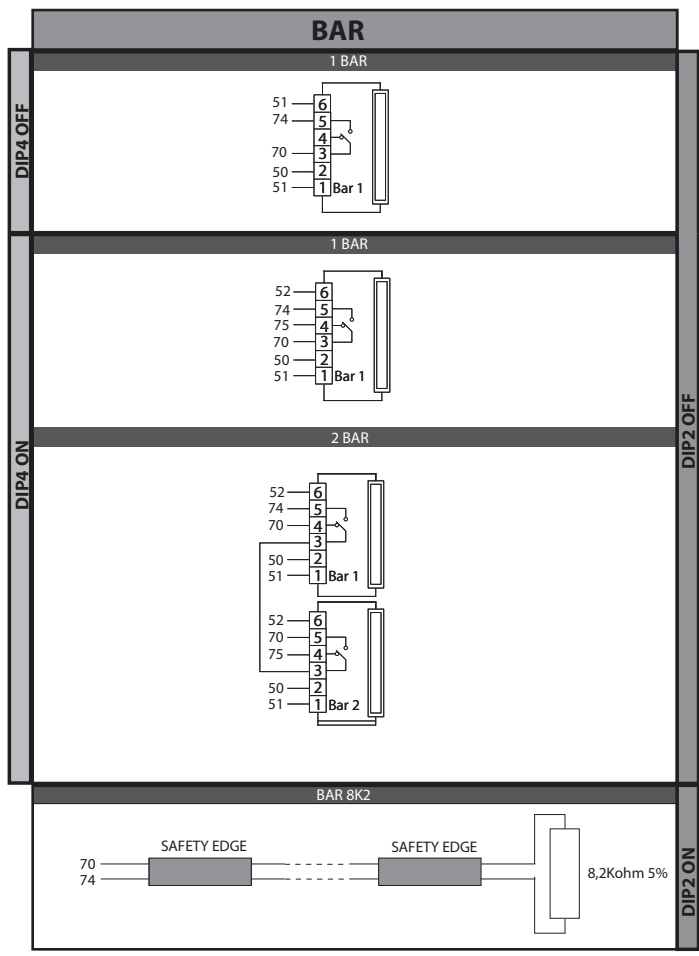 BAR
DIP4 OFF
DIP2 OFF
1 BAR
51 6
74 5
4
70 3
50 2
51 1 Bar 1
DIP4 ON
1 BAR
52 6
74 5
75 4
70 3
50 2
51 1 Bar 1
2 BAR
52 6
74 5
70 4
3
50 2
51 1 Bar 1
52 6
70 5
75 4
3
50 2
51 1 Bar 2
BAR 8K2
DIP2 ON
SAFETY EDGE SAFETY EDGE
70
74
8,2Kohm 5%